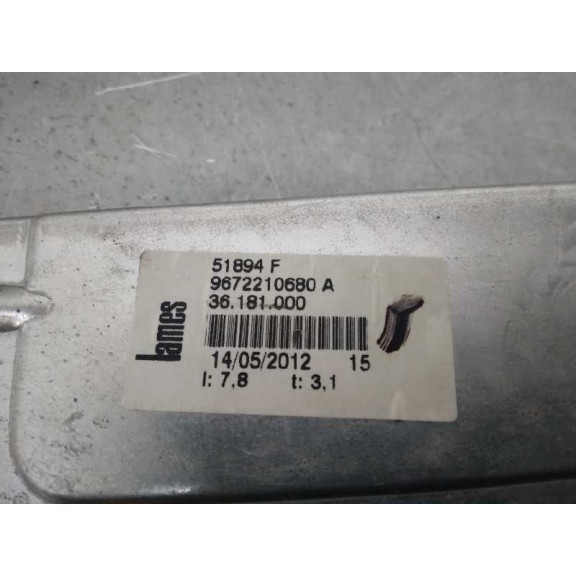 lames
51894 F
9672210680 A
36.181.000
14/05/2012 15
I: 7,8 t: 3,1